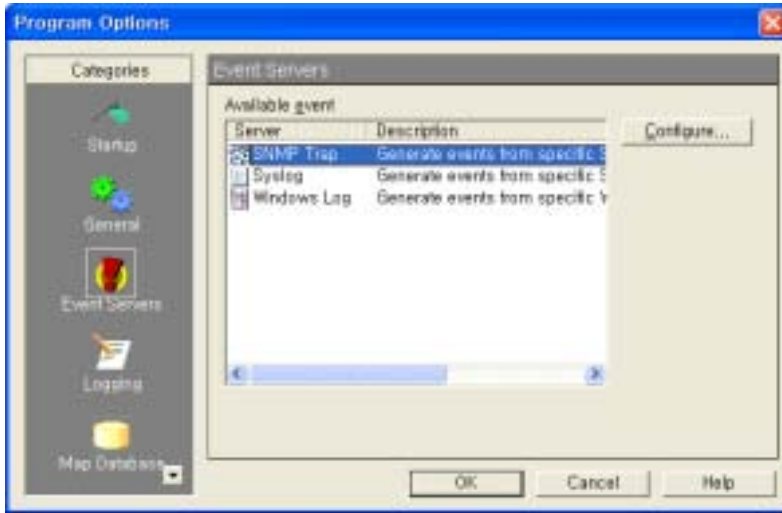 Program Options
Categories
Startup
General
Event Servers
Logging
Map Database
Event Servers
Available event
Server Description
SNMP Trap Generate events from specific S
Syslog Generate events from specific S
Windows Log Generate events from specific W
Configure...
OK Cancel Help